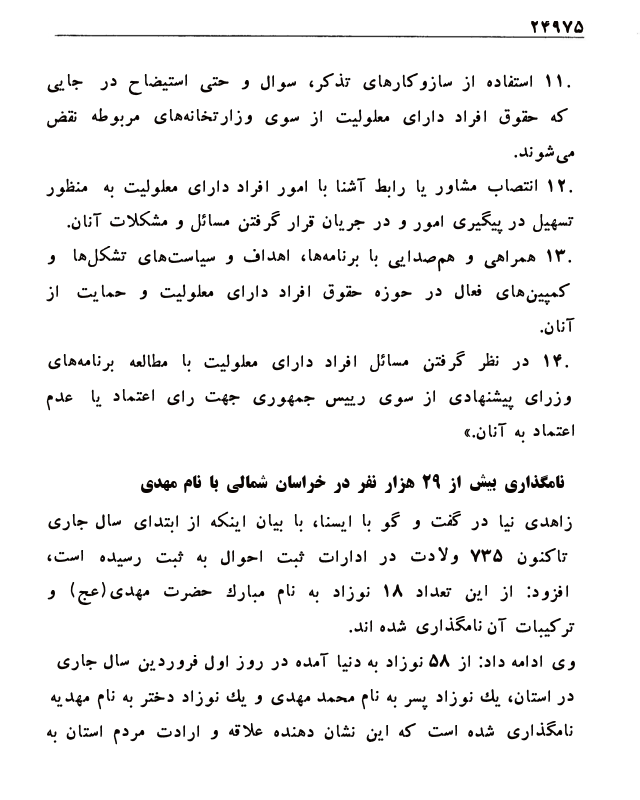 ۲۴۹۷۵
.۱۱ استفاده از سازوکارهای تذکر، سوال و حتی استیضاح در جایی
که حقوق افراد دارای معلولیت از سوی وزارتخانه‌های مربوطه نقض
می‌شوند.
.۱۲ انتصاب مشاور یا رابط آشنا با امور افراد دارای معلولیت به منظور
تسهیل در پیگیری امور و در جریان قرار گرفتن مسائل و مشکلات آنان.
.۱۳ همراهی و هم‌صدایی با برنامه‌ها، اهداف و سیاست‌های تشکل‌ها و
کمپین‌های فعال در حوزه حقوق افراد دارای معلولیت و حمایت از
آنان.
.۱۴ در نظر گرفتن مسائل افراد دارای معلولیت با مطالعه برنامه‌های
وزرای پیشنهادی از سوی رییس جمهوری جهت رای اعتماد یا عدم
اعتماد به آنان.»
نامگذاری بیش از ۲۹ هزار نفر در خراسان شمالی با نام مهدی
زاهدی نیا در گفت و گو با ایسنا، با بیان اینکه از ابتدای سال جاری
تاکنون ۷۳۵ ولادت در ادارات ثبت احوال به ثبت رسیده است،
افزود: از این تعداد ۱۸ نوزاد به نام مبارك حضرت مهدی(عج) و
ترکیبات آن نامگذاری شده اند.
وی ادامه داد: از ۵۸ نوزاد به دنیا آمده در روز اول فروردین سال جاری
در استان، یك نوزاد پسر به نام محمد مهدی و یك نوزاد دختر به نام مهدیه
نامگذاری شده است که این نشان دهنده علاقه و ارادت مردم استان به